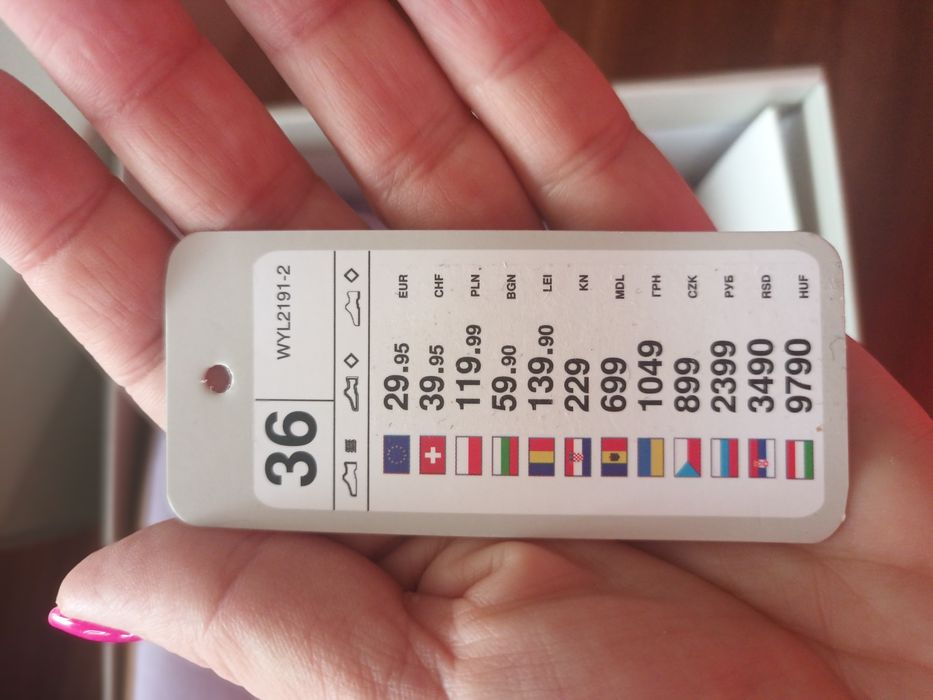 36 WYL2191-2
29.95 EUR
39.95 CHF
119.99 PLN
59.90 BGN
139.90 LEI
229 KN
699 MDL
1049 ГРН
899 CZK
2399 РУБ
3490 RSD
9790 HUF